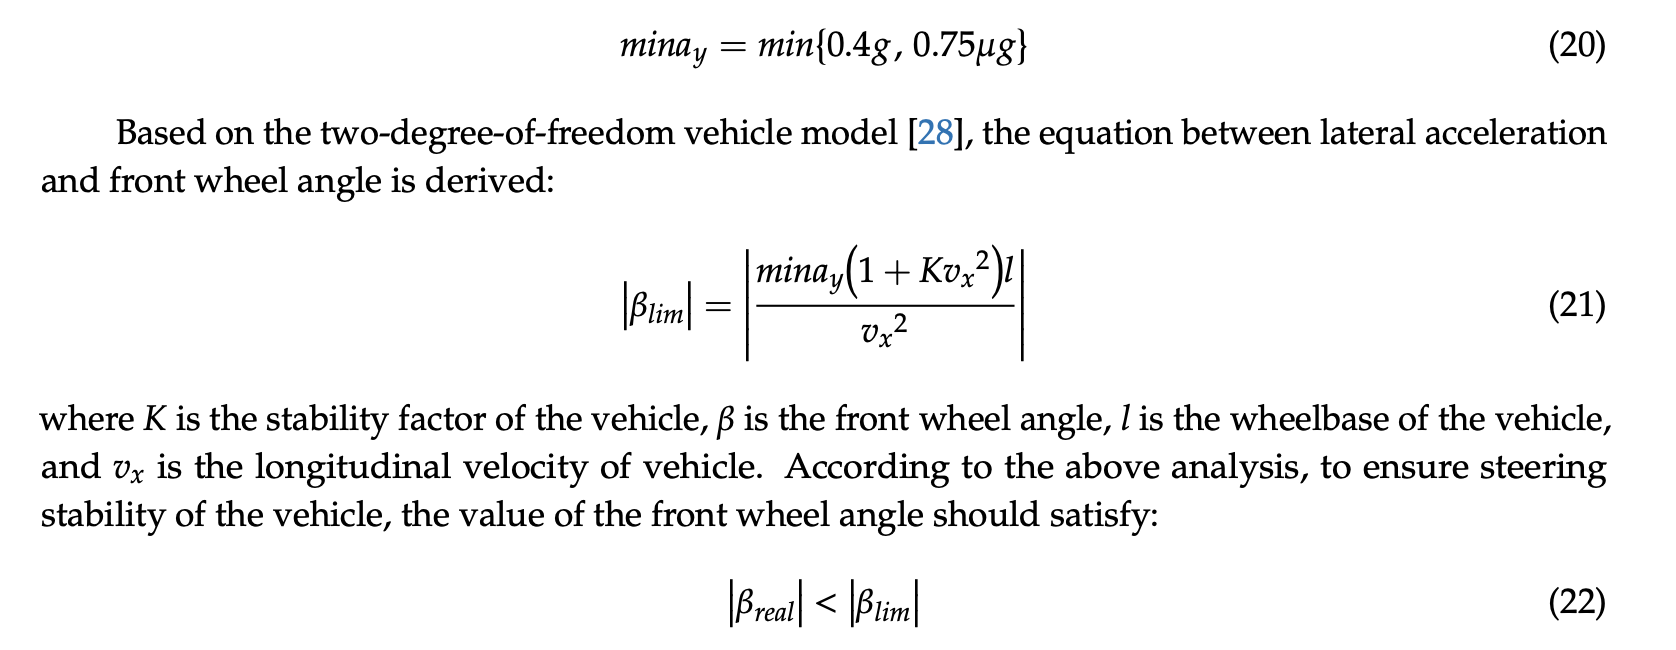 mina_y = min{0.4g, 0.75μg} (20)
Based on the two-degree-of-freedom vehicle model [28], the equation between lateral acceleration
and front wheel angle is derived:
|β_lim| = |mina_y(1 + Kv_x²)l / v_x²| (21)
where K is the stability factor of the vehicle, β is the front wheel angle, l is the wheelbase of the vehicle,
and v_x is the longitudinal velocity of vehicle. According to the above analysis, to ensure steering
stability of the vehicle, the value of the front wheel angle should satisfy:
|β_real| < |β_lim| (22)